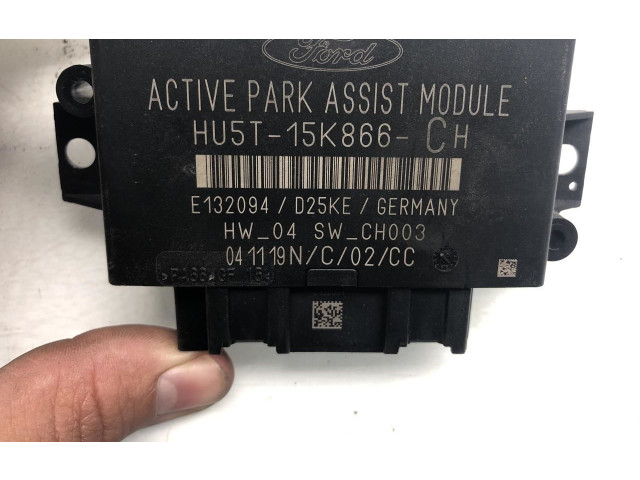 Ford
ACTIVE PARK ASSIST MODULE
HU5T-15K866-CH
E132094/D25KE/GERMANY
HW_04 SW_CH003
041119N/C/02/CC